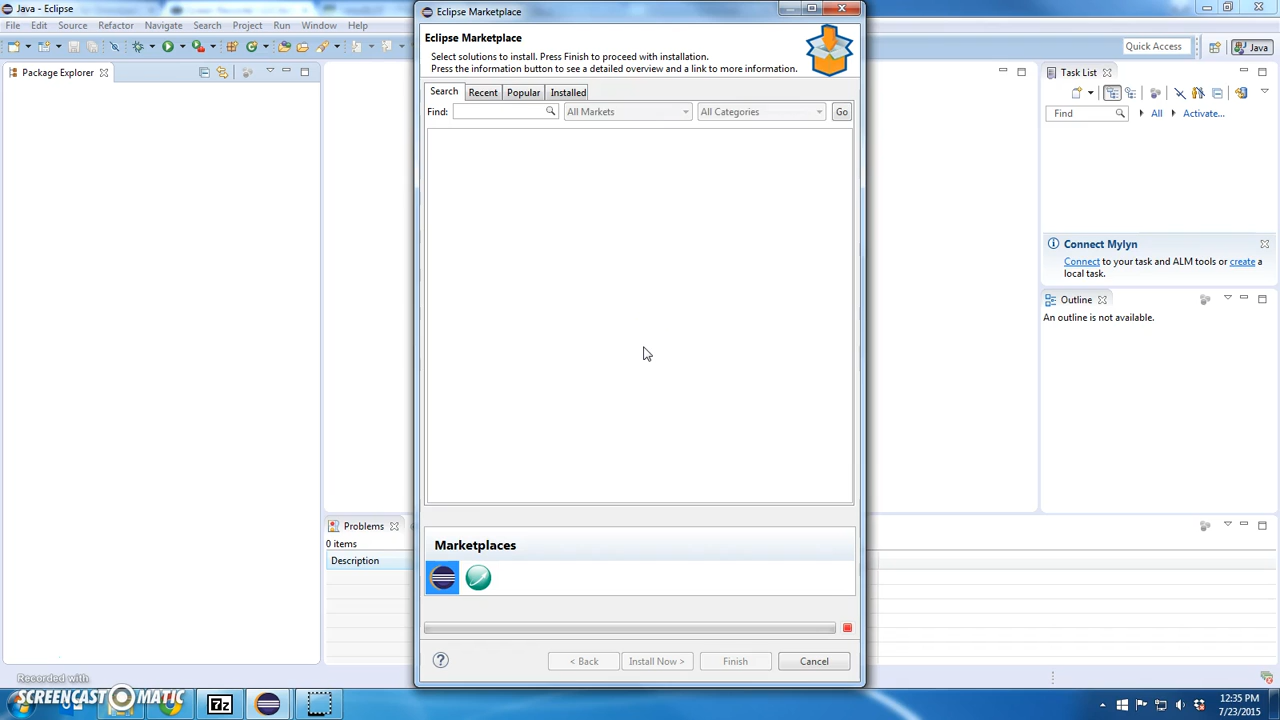 Java - Eclipse
File Edit Source Refactor Navigate Search Project Run Window Help
Quick Access
Java
Package Explorer
Eclipse Marketplace
Eclipse Marketplace
Select solutions to install. Press Finish to proceed with installation.
Press the information button to see a detailed overview and a link to more information.
Search Recent Popular Installed
Find: All Markets All Categories Go
Marketplaces
< Back Install Now > Finish Cancel
Task List
Find All Activate...
Connect Mylyn
Connect to your task and ALM tools or create a
local task.
Outline
An outline is not available.
Problems
0 items
Description
Recorded with
SCREENCAST-O-MATIC
7z
12:35 PM
7/23/2015